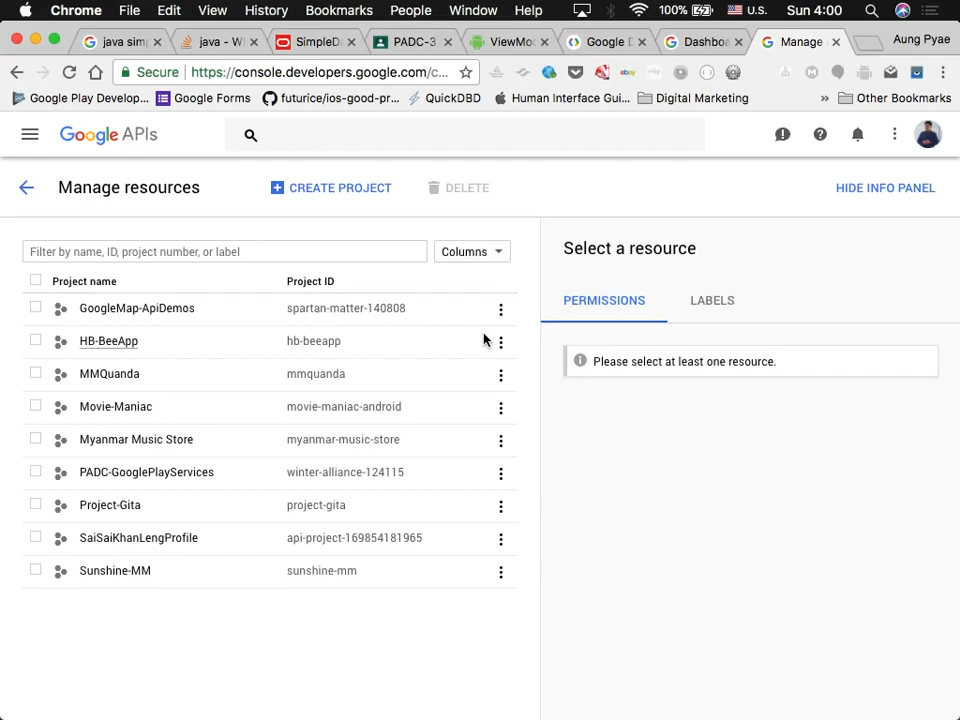 Chrome File Edit View History Bookmarks People Window Help 100% U.S. Sun 4:00
java sim java - W SimpleD PADC-3 ViewMo Google D Dashbo Manage Aung Pyae
Secure https://console.developers.google.com/c...
Google Play Develop... Google Forms futurice/ios-good-pr... QuickDBD Human Interface Gui... Digital Marketing » Other Bookmarks
Google APIs
Manage resources CREATE PROJECT DELETE HIDE INFO PANEL
Filter by name, ID, project number, or label Columns
Project name Project ID
GoogleMap-ApiDemos spartan-matter-140808
HB-BeeApp hb-beeapp
MMQuanda mmquanda
Movie-Maniac movie-maniac-android
Myanmar Music Store myanmar-music-store
PADC-GooglePlayServices winter-alliance-124115
Project-Gita project-gita
SaiSaiKhanLengProfile api-project-169854181965
Sunshine-MM sunshine-mm
Select a resource
PERMISSIONS LABELS
Please select at least one resource.